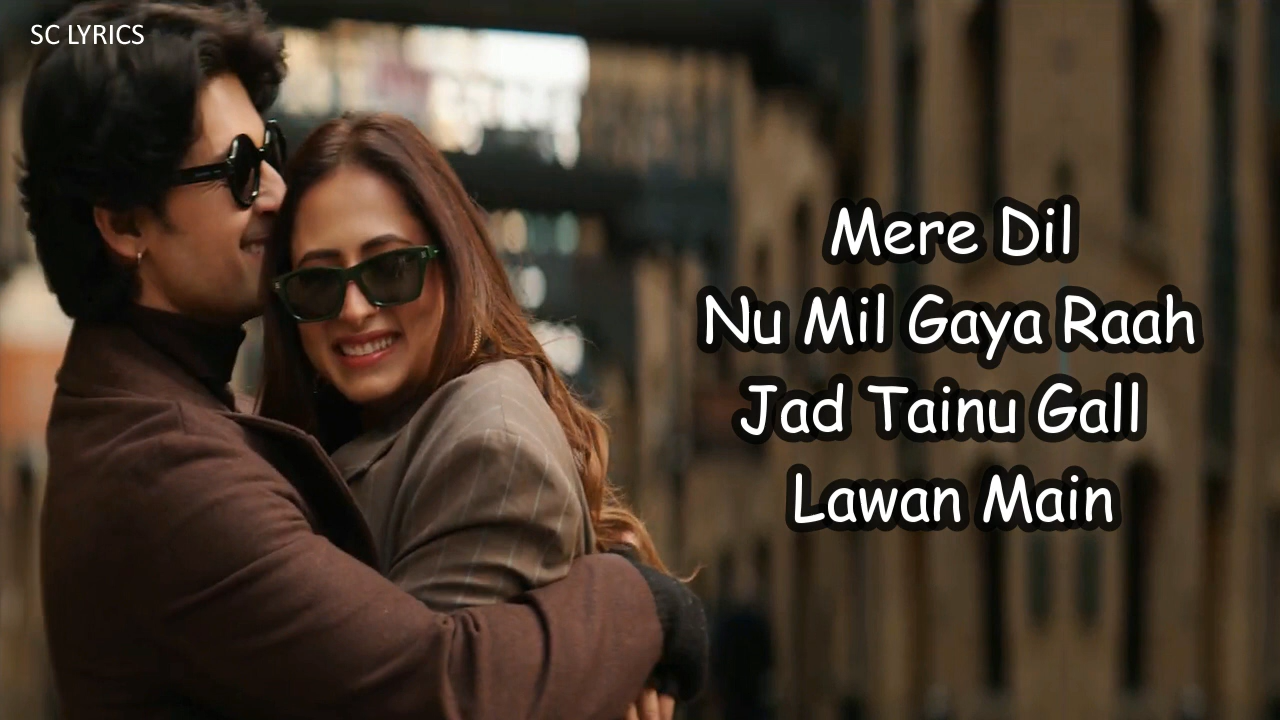 SC LYRICS
Mere Dil
Nu Mil Gaya Raah
Jad Tainu Gall
Lawan Main